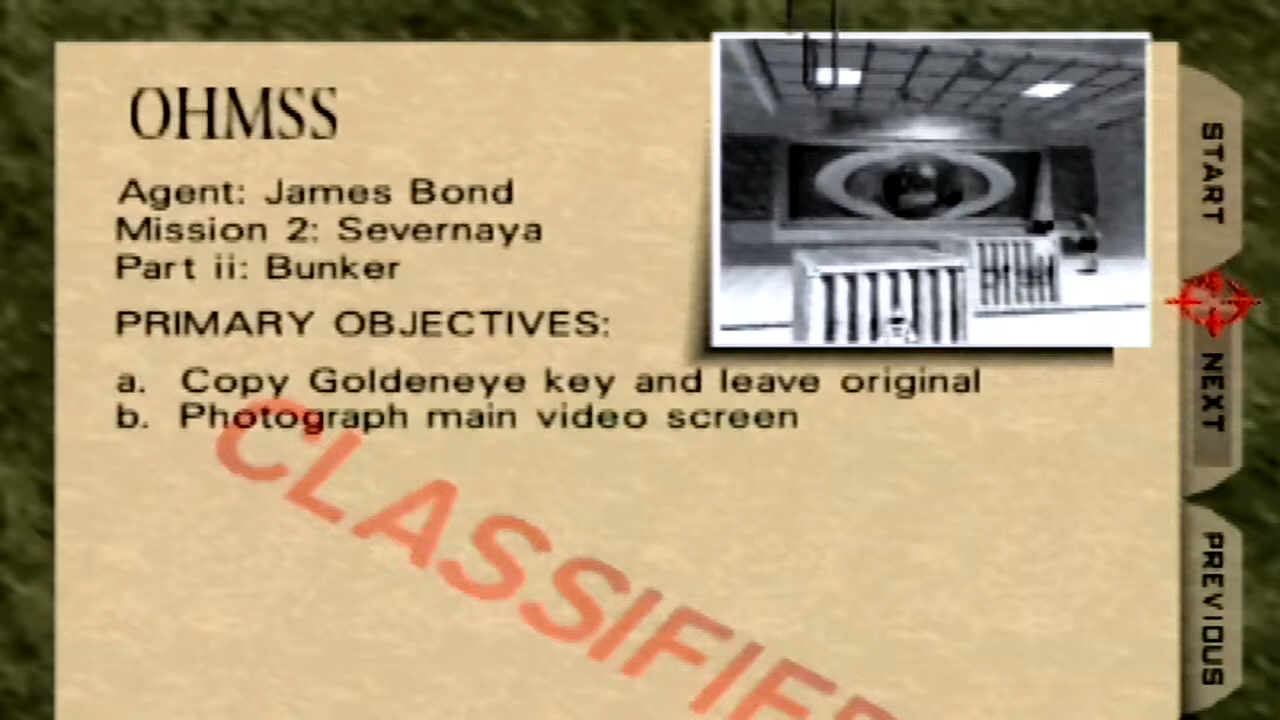 OHMSS
Agent: James Bond
Mission 2: Severnaya
Part ii: Bunker
PRIMARY OBJECTIVES:
a. Copy Goldeneye key and leave original
b. Photograph main video screen
CLASSIFIE
START
NEXT
PREVIOUS